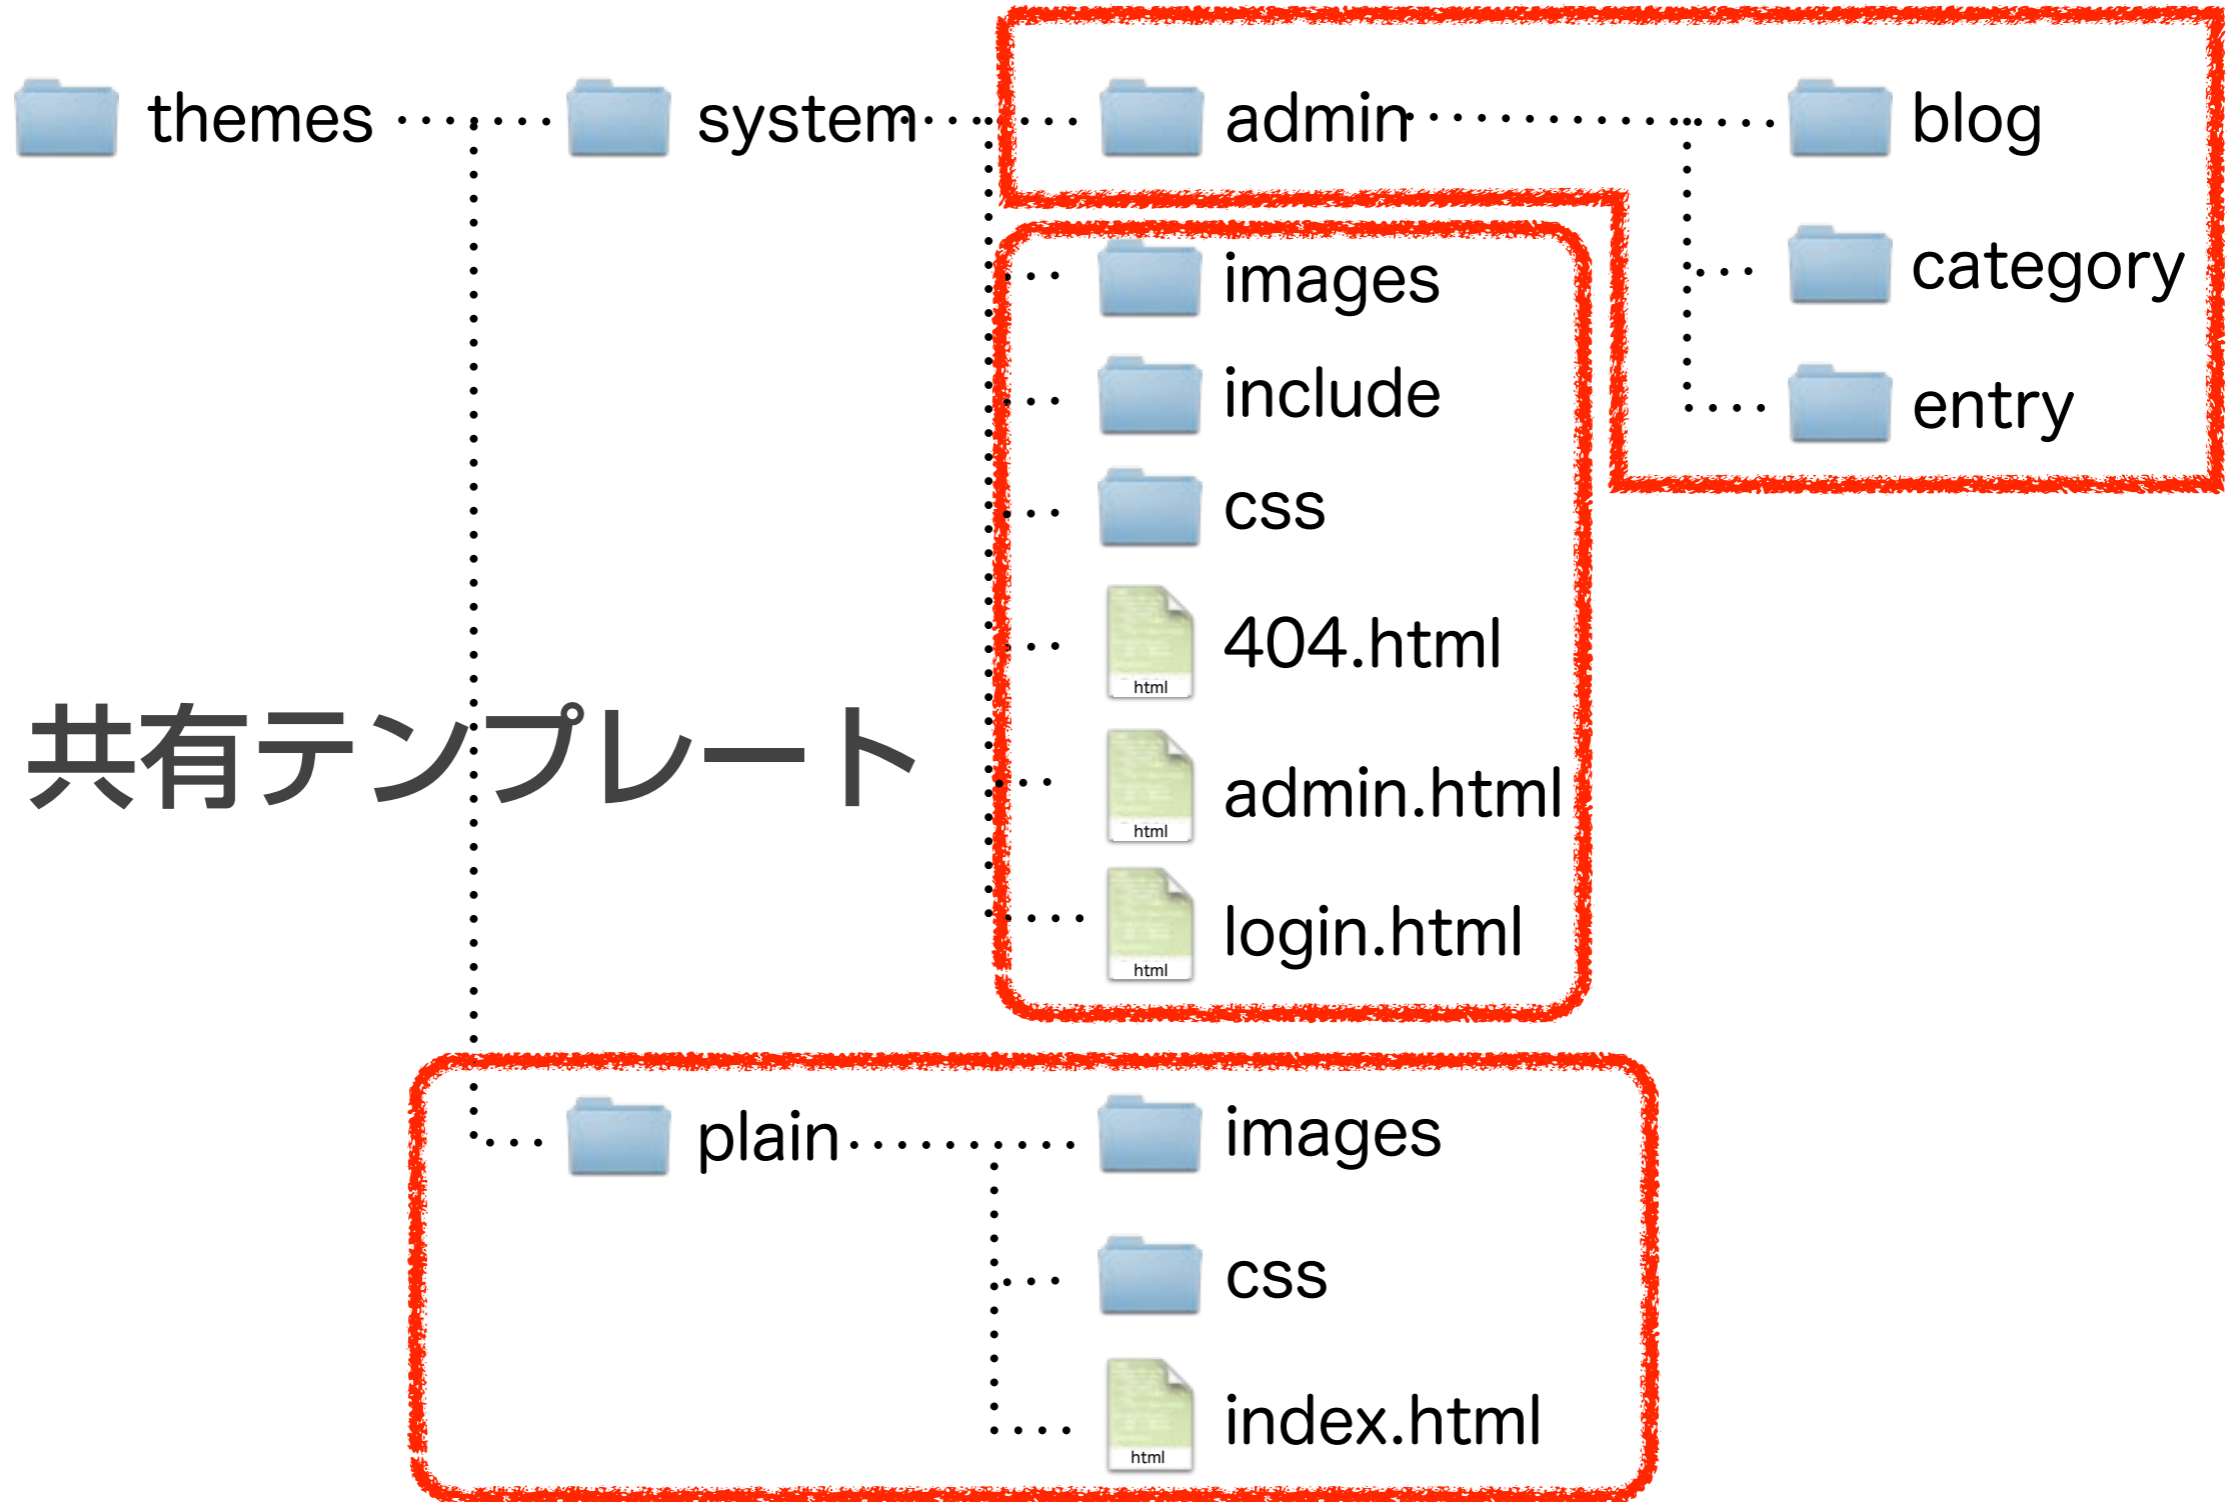 themes
system
admin
blog
images
category
include
entry
css
html
404.html
共有テンプレート
html
admin.html
html
login.html
plain
images
css
html
index.html